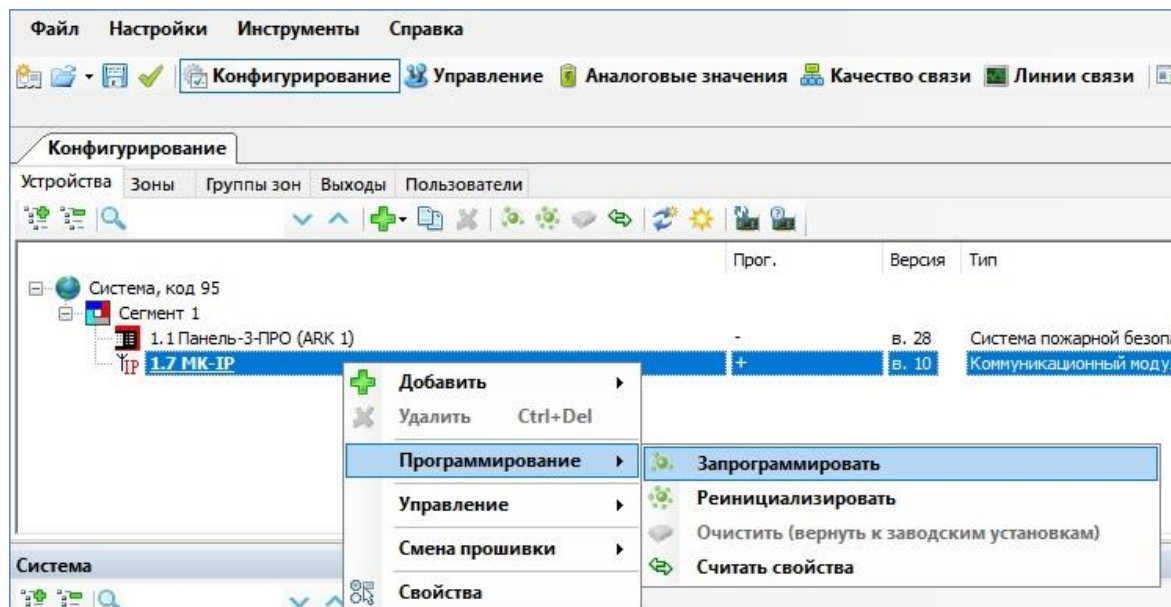 Файл Настройки Инструменты Справка
Конфигурирование Управление Аналоговые значения Качество связи Линии связи
Конфигурирование
Устройства Зоны Группы зон Выходы Пользователи
Прог. Версия Тип
Система, код 95
Сегмент 1
1.1 Панель-3-ПРО (ARK 1) - в. 28 Система пожарной безопа
IP 1.7 МК-IP + в. 10 Коммуникационный моду
Добавить
Удалить Ctrl+Del
Программирование Запрограммировать
Управление Реинициализировать
Очистить (вернуть к заводским установкам)
Смена прошивки Считать свойства
Система
Свойства